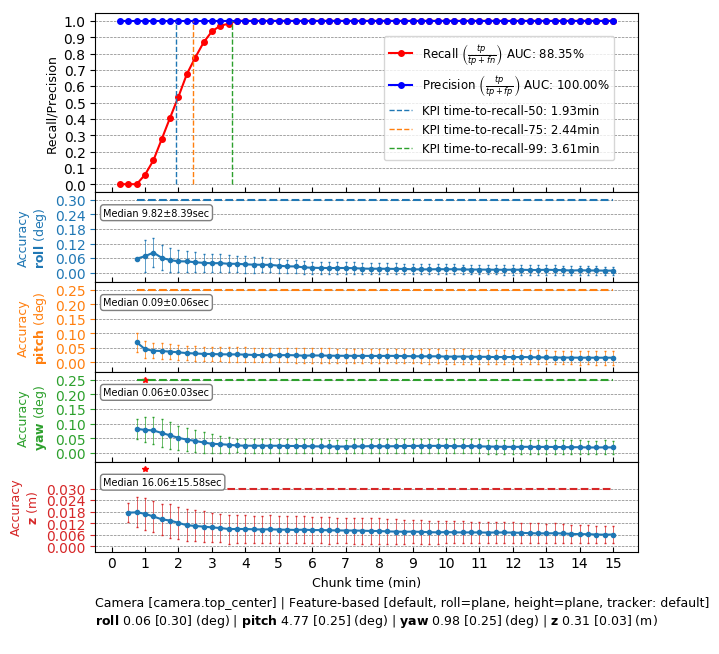 1.0
0.9
0.8
0.7
0.6
0.5
0.4
0.3
0.2
0.1
0.0
Recall/Precision
Recall (tp/tp+fn) AUC: 88.35%
Precision (tp/tp+fp) AUC: 100.00%
KPI time-to-recall-50: 1.93min
KPI time-to-recall-75: 2.44min
KPI time-to-recall-99: 3.61min
Accuracy
roll (deg)
0.30
0.24
0.18
0.12
0.06
0.00
Median 9.82±8.39sec
Accuracy
pitch (deg)
0.25
0.20
0.15
0.10
0.05
0.00
Median 0.09±0.06sec
Accuracy
yaw (deg)
0.25
0.20
0.15
0.10
0.05
0.00
Median 0.06±0.03sec
Accuracy
z (m)
0.030
0.024
0.018
0.012
0.006
0.000
Median 16.06±15.58sec
0 1 2 3 4 5 6 7 8 9 10 11 12 13 14 15
Chunk time (min)
Camera [camera.top_center] | Feature-based [default, roll=plane, height=plane, tracker: default]
roll 0.06 [0.30] (deg) | pitch 4.77 [0.25] (deg) | yaw 0.98 [0.25] (deg) | z 0.31 [0.03] (m)